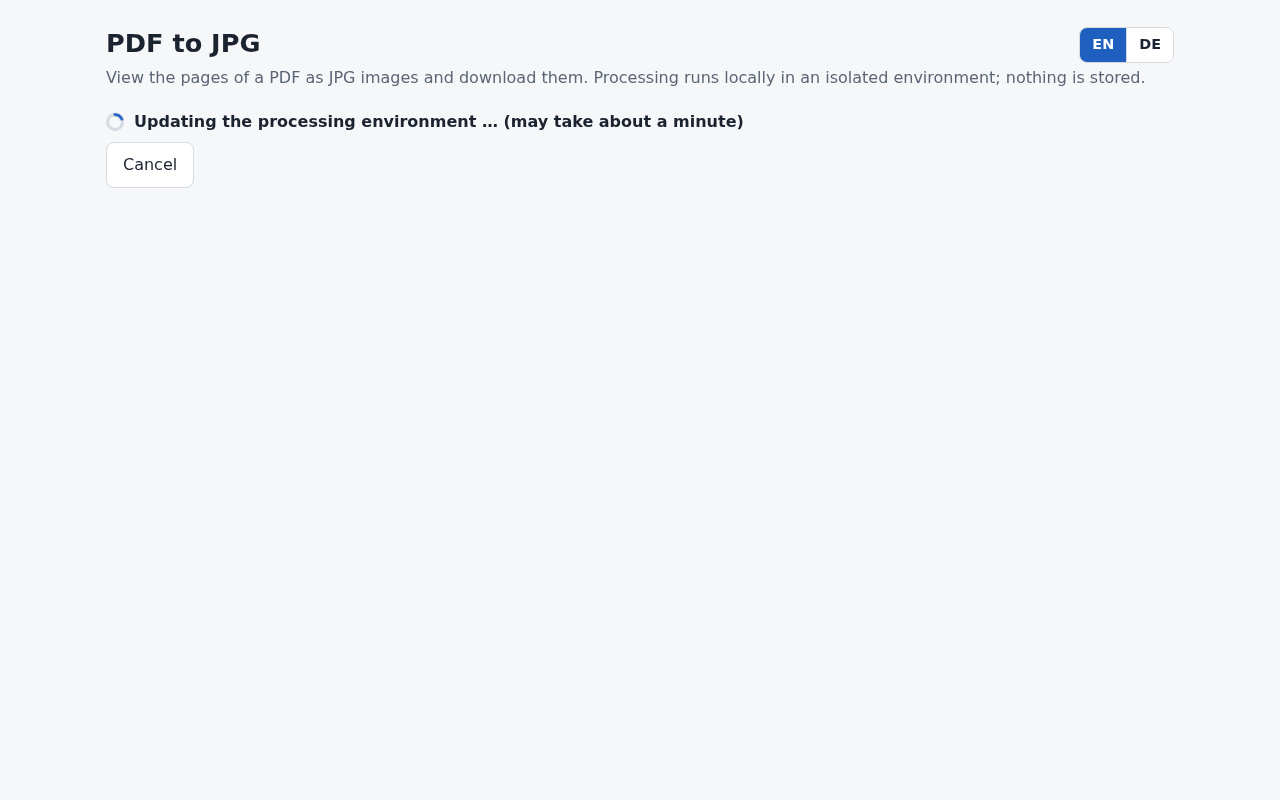 PDF to JPG
EN DE
View the pages of a PDF as JPG images and download them. Processing runs locally in an isolated environment; nothing is stored.
Updating the processing environment … (may take about a minute)
Cancel